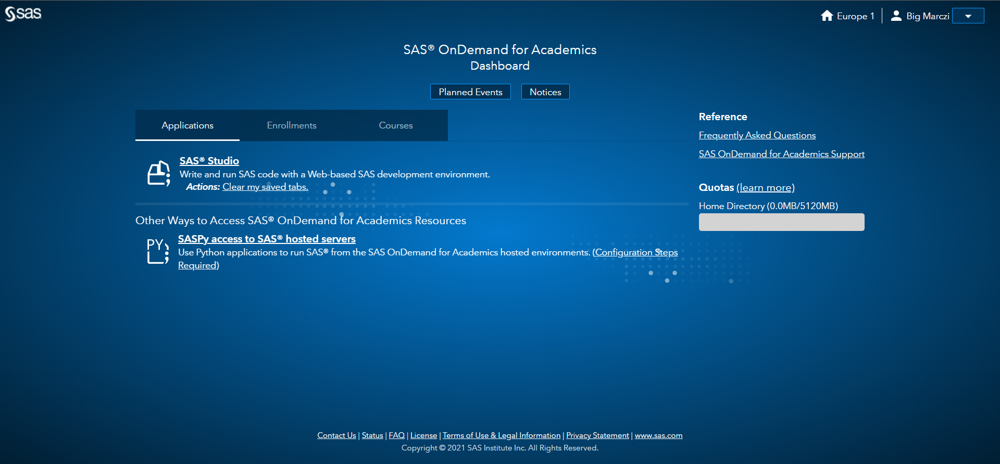 sas
Europe 1
Big Marczi
SAS® OnDemand for Academics
Dashboard
Planned Events
Notices
Applications
Enrollments
Courses
SAS® Studio
Write and run SAS code with a Web-based SAS development environment.
Actions: Clear my saved tabs.
Other Ways to Access SAS® OnDemand for Academics Resources
PY
SASPy access to SAS® hosted servers
Use Python applications to run SAS® from the SAS OnDemand for Academics hosted environments. (Configuration Steps
Required)
Reference
Frequently Asked Questions
SAS OnDemand for Academics Support
Quotas (learn more)
Home Directory (0.0MB/5120MB)
Contact Us | Status | FAQ | License | Terms of Use & Legal Information | Privacy Statement | www.sas.com
Copyright © 2021 SAS Institute Inc. All Rights Reserved.